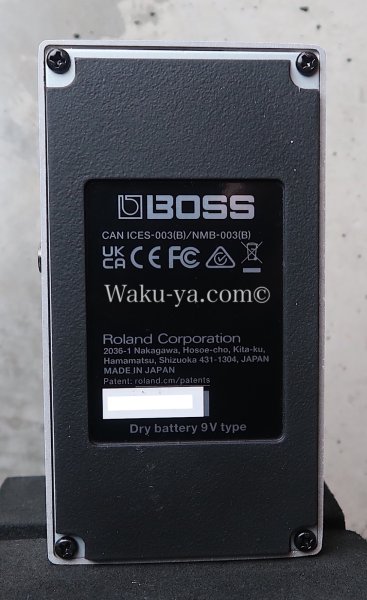 BOSS
CAN ICES-003(B)/NMB-003(B)
UK CA CE FC
Waku-ya.com©
Roland Corporation
2036-1 Nakagawa, Hosoe-cho, Kita-ku,
Hamamatsu, Shizuoka 431-1304, JAPAN
MADE IN JAPAN
Patent: roland.cm/patents
Dry battery 9V type